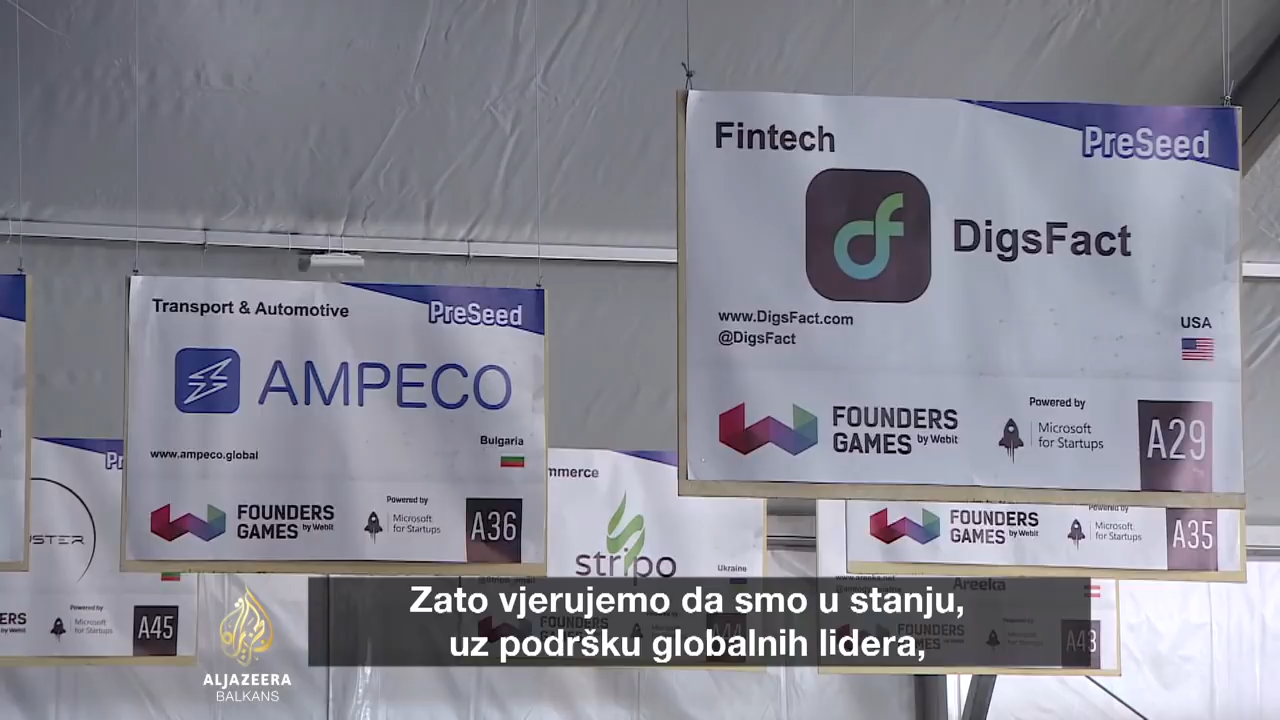 Fintech
PreSeed
DigsFact
www.DigsFact.com
@DigsFact
USA
FOUNDERS
GAMES by Webit
Powered by
Microsoft
for Startups
A29
Transport & Automotive
PreSeed
AMPECO
www.ampeco.global
Bulgaria
FOUNDERS
GAMES by Webit
Powered by
Microsoft
for Startups
A36
stripo
Ukraine
FOUNDERS
GAMES by Webit
Powered by
Microsoft
for Startups
A35
Areeka
FOUNDERS
GAMES
A43
A44
Powered by
Microsoft
for Startups
A45
Zato vjerujemo da smo u stanju,
uz podršku globalnih lidera,
ALJAZEERA
BALKANS